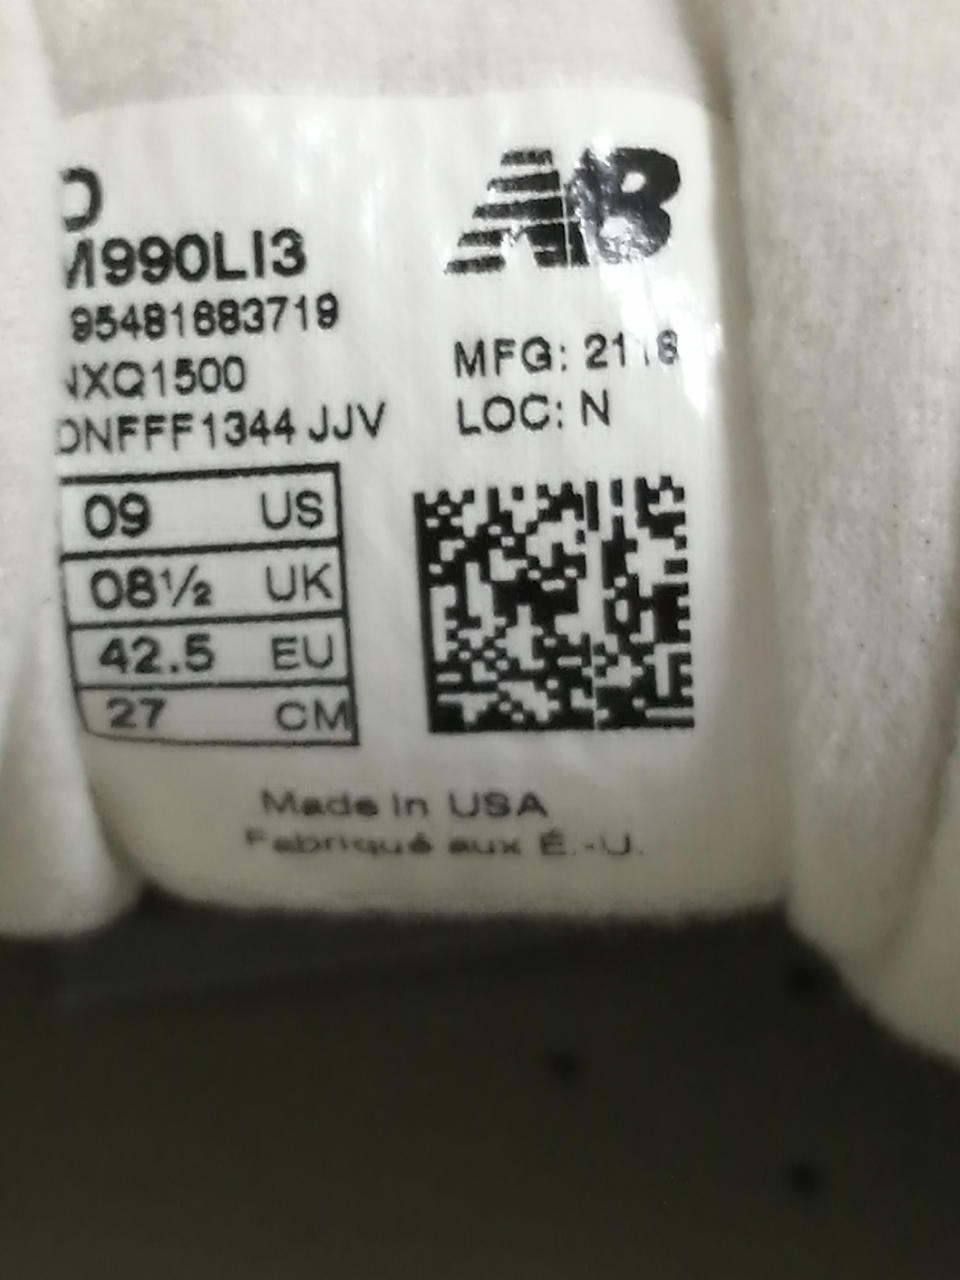 D
M990LI3
95481683719
NXQ1500
DNFFF1344 JJV
NB
MFG:
LOC: N
09 US
08½ UK
42.5 EU
27 CM
Made in USA
Fabriqué aux É.-U.